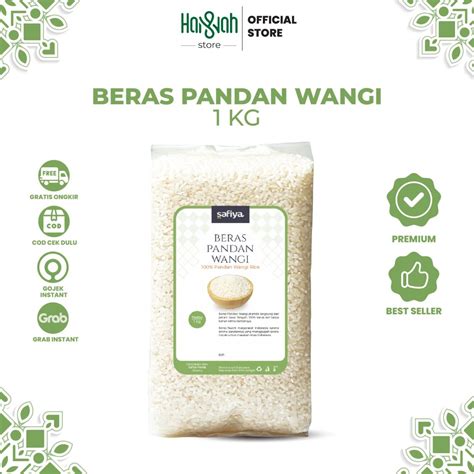 Hannah
store
OFFICIAL
STORE
BERAS PANDAN WANGI
1 KG
FREE
GRATIS ONGKIR
COD
COD CEK DULU
GOJEK
INSTANT
Grab
GRAB INSTANT
safiya
BERAS
PANDAN
WANGI
100% Pandan Wangi Rice
PREMIUM
BEST SELLER